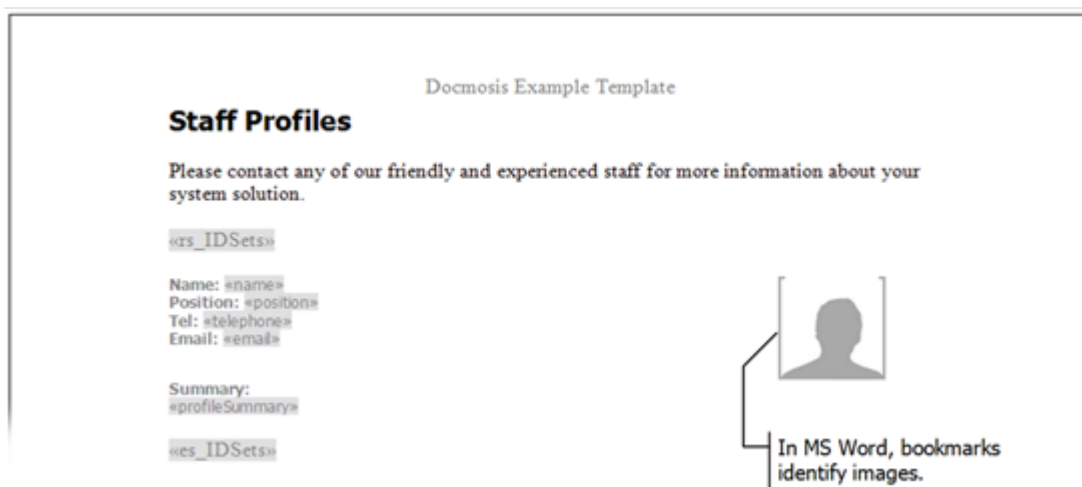 Docmosis Example Template
Staff Profiles
Please contact any of our friendly and experienced staff for more information about your
system solution.
«rs_IDSets»
Name: «name»
Position: «position»
Tel: «telephone»
Email: «email»
Summary:
«profileSummary»
«es_IDSets»
In MS Word, bookmarks
identify images.